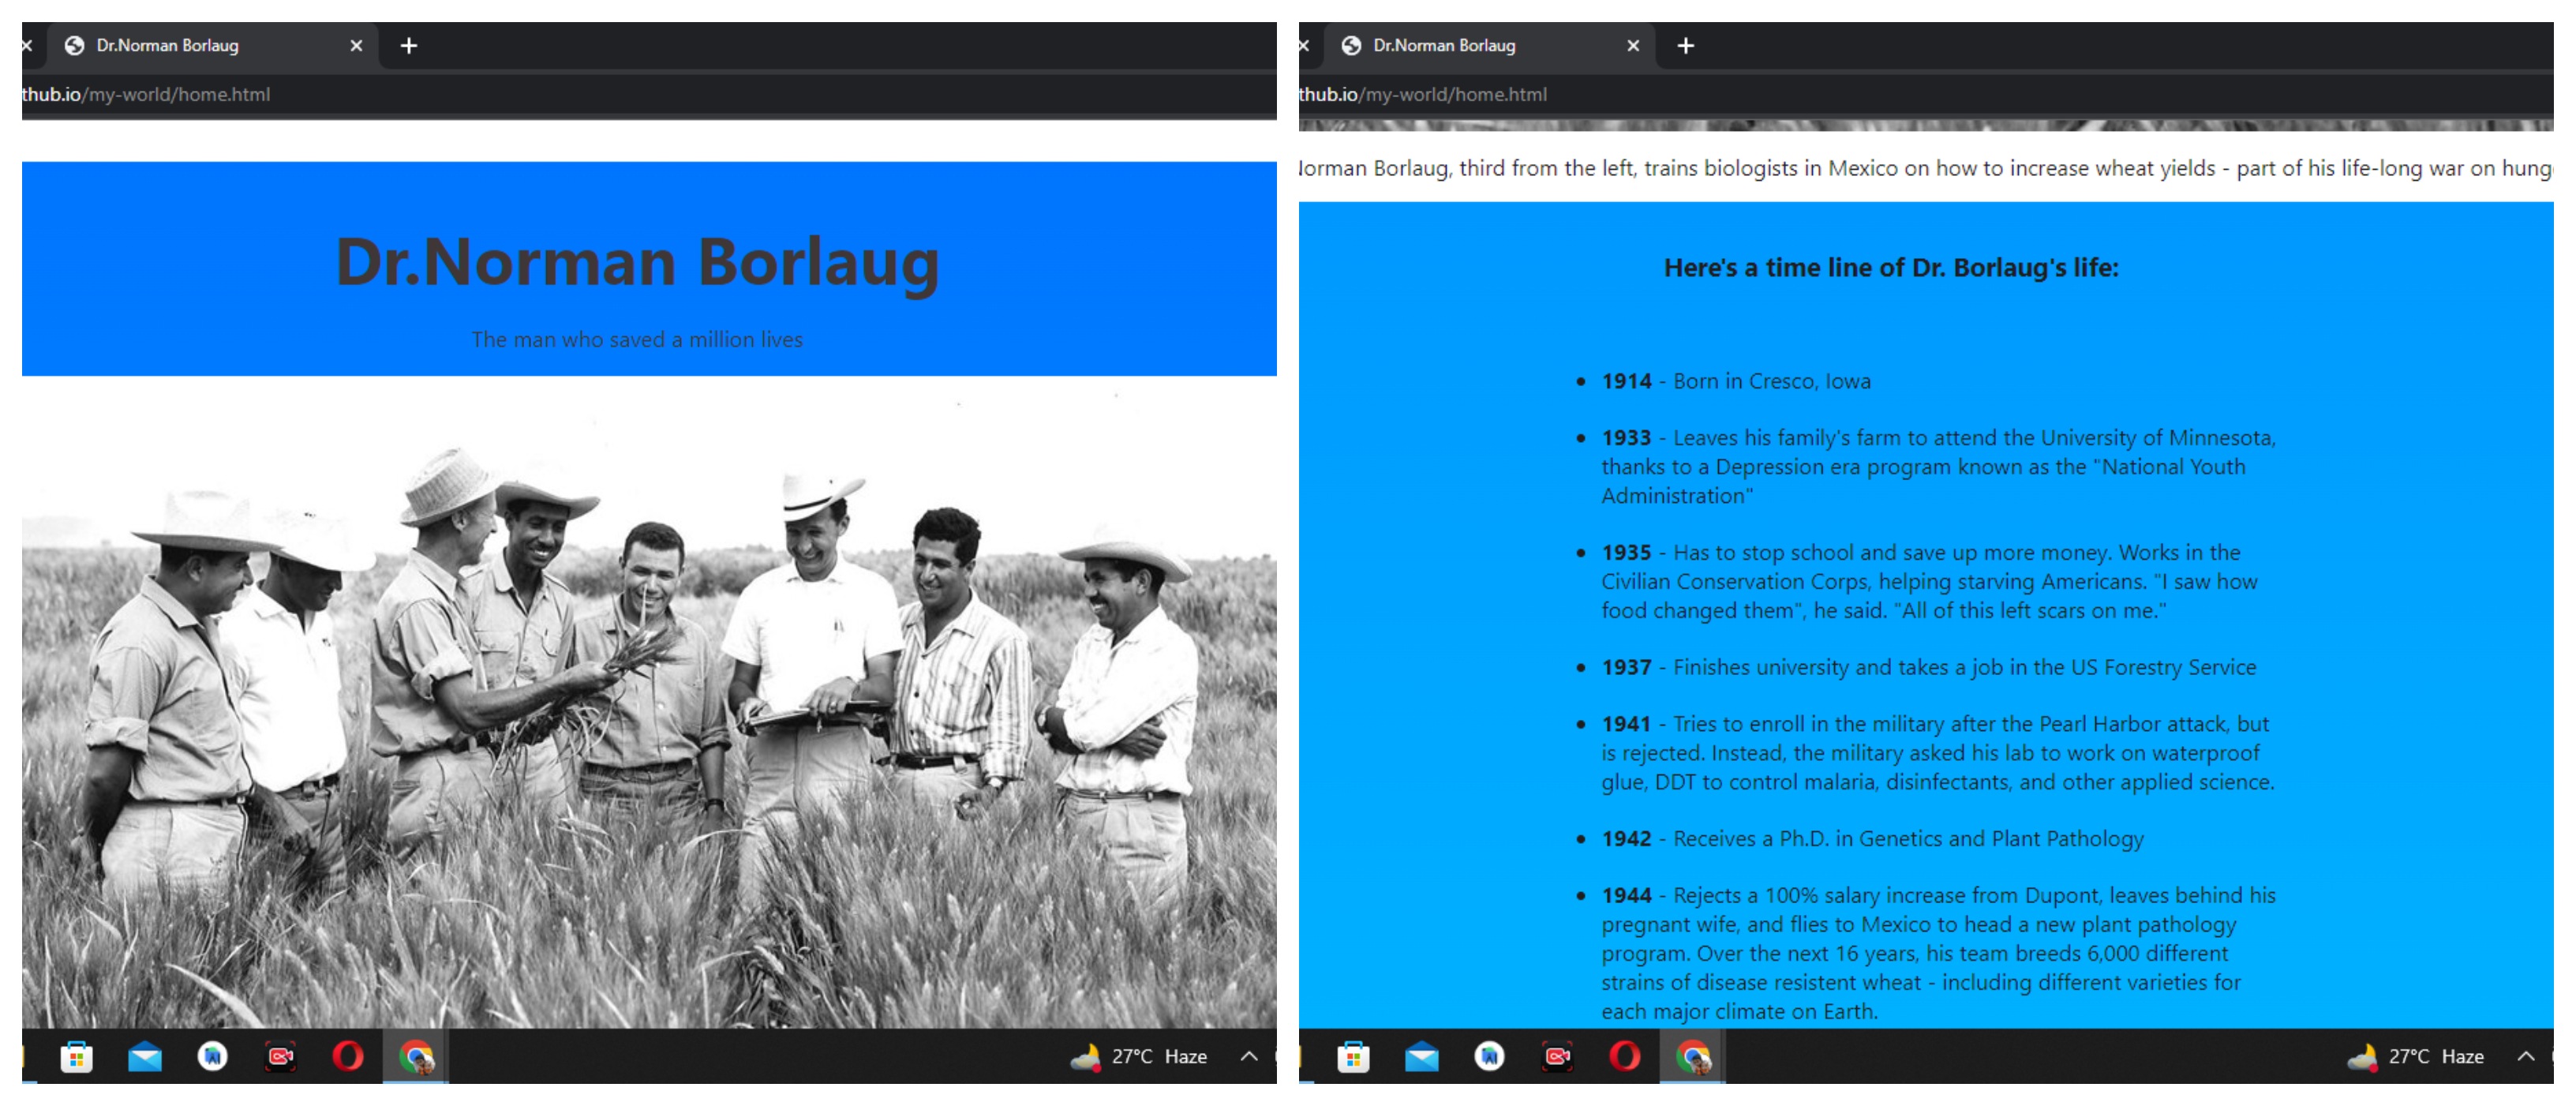 Dr.Norman Borlaug
thub.io/my-world/home.html
Dr.Norman Borlaug
The man who saved a million lives
27°C Haze
Dr.Norman Borlaug
thub.io/my-world/home.html
Norman Borlaug, third from the left, trains biologists in Mexico on how to increase wheat yields - part of his life-long war on
Here's a time line of Dr. Borlaug's life:
1914 - Born in Cresco, Iowa
1933 - Leaves his family's farm to attend the University of Minnesota,
thanks to a Depression era program known as the "National Youth
Administration"
1935 - Has to stop school and save up more money. Works in the
Civilian Conservation Corps, helping starving Americans. "I saw how
food changed them", he said. "All of this left scars on me."
1937 - Finishes university and takes a job in the US Forestry Service
1941 - Tries to enroll in the military after the Pearl Harbor attack, but
is rejected. Instead, the military asked his lab to work on waterproof
glue, DDT to control malaria, disinfectants, and other applied science.
1942 - Receives a Ph.D. in Genetics and Plant Pathology
1944 - Rejects a 100% salary increase from Dupont, leaves behind his
pregnant wife, and flies to Mexico to head a new plant pathology
program. Over the next 16 years, his team breeds 6,000 different
strains of disease resistent wheat - including different varieties for
each major climate on Earth.
27°C Haze